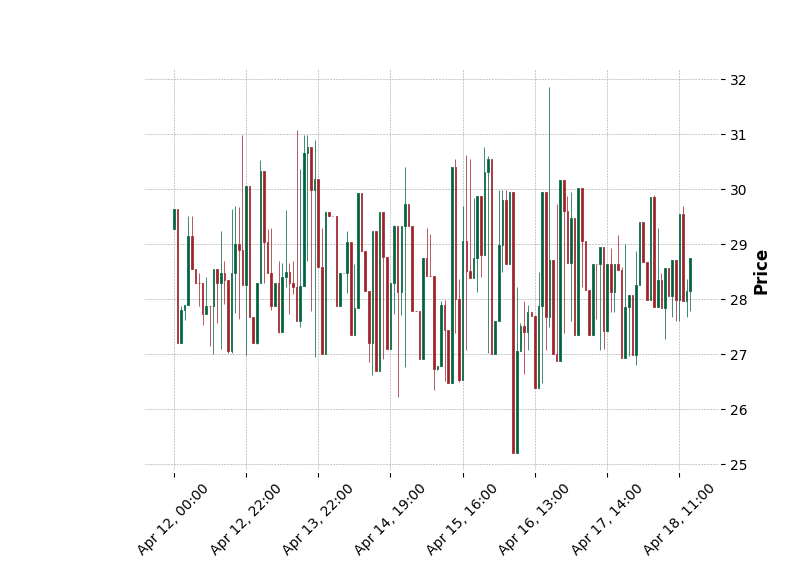 32
31
30
29
28
27
26
25
Price
Apr 12, 00:00
Apr 12, 22:00
Apr 13, 22:00
Apr 14, 19:00
Apr 15, 16:00
Apr 16, 13:00
Apr 17, 14:00
Apr 18, 11:00